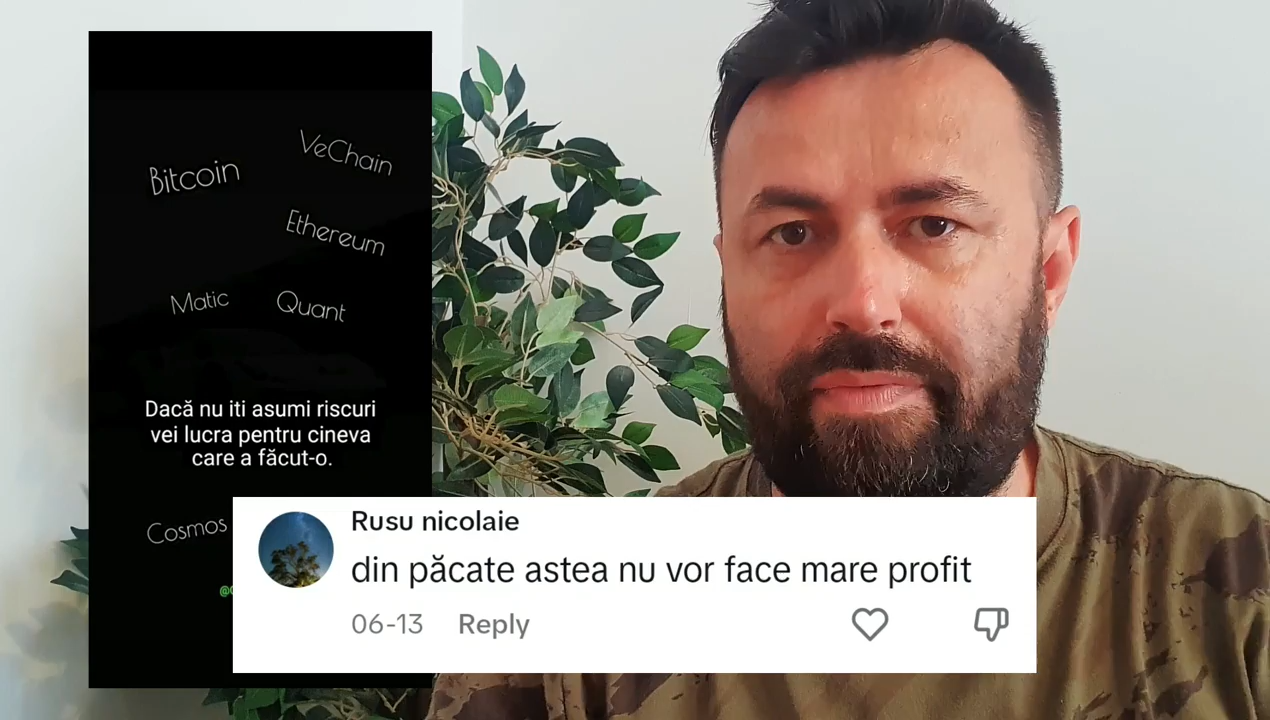 Bitcoin
VeChain
Ethereum
Matic
Quant
Dacă nu iti asumi riscuri
vei lucra pentru cineva
care a făcut-o.
Cosmos
Rusu nicolaie
din păcate astea nu vor face mare profit
06-13 Reply